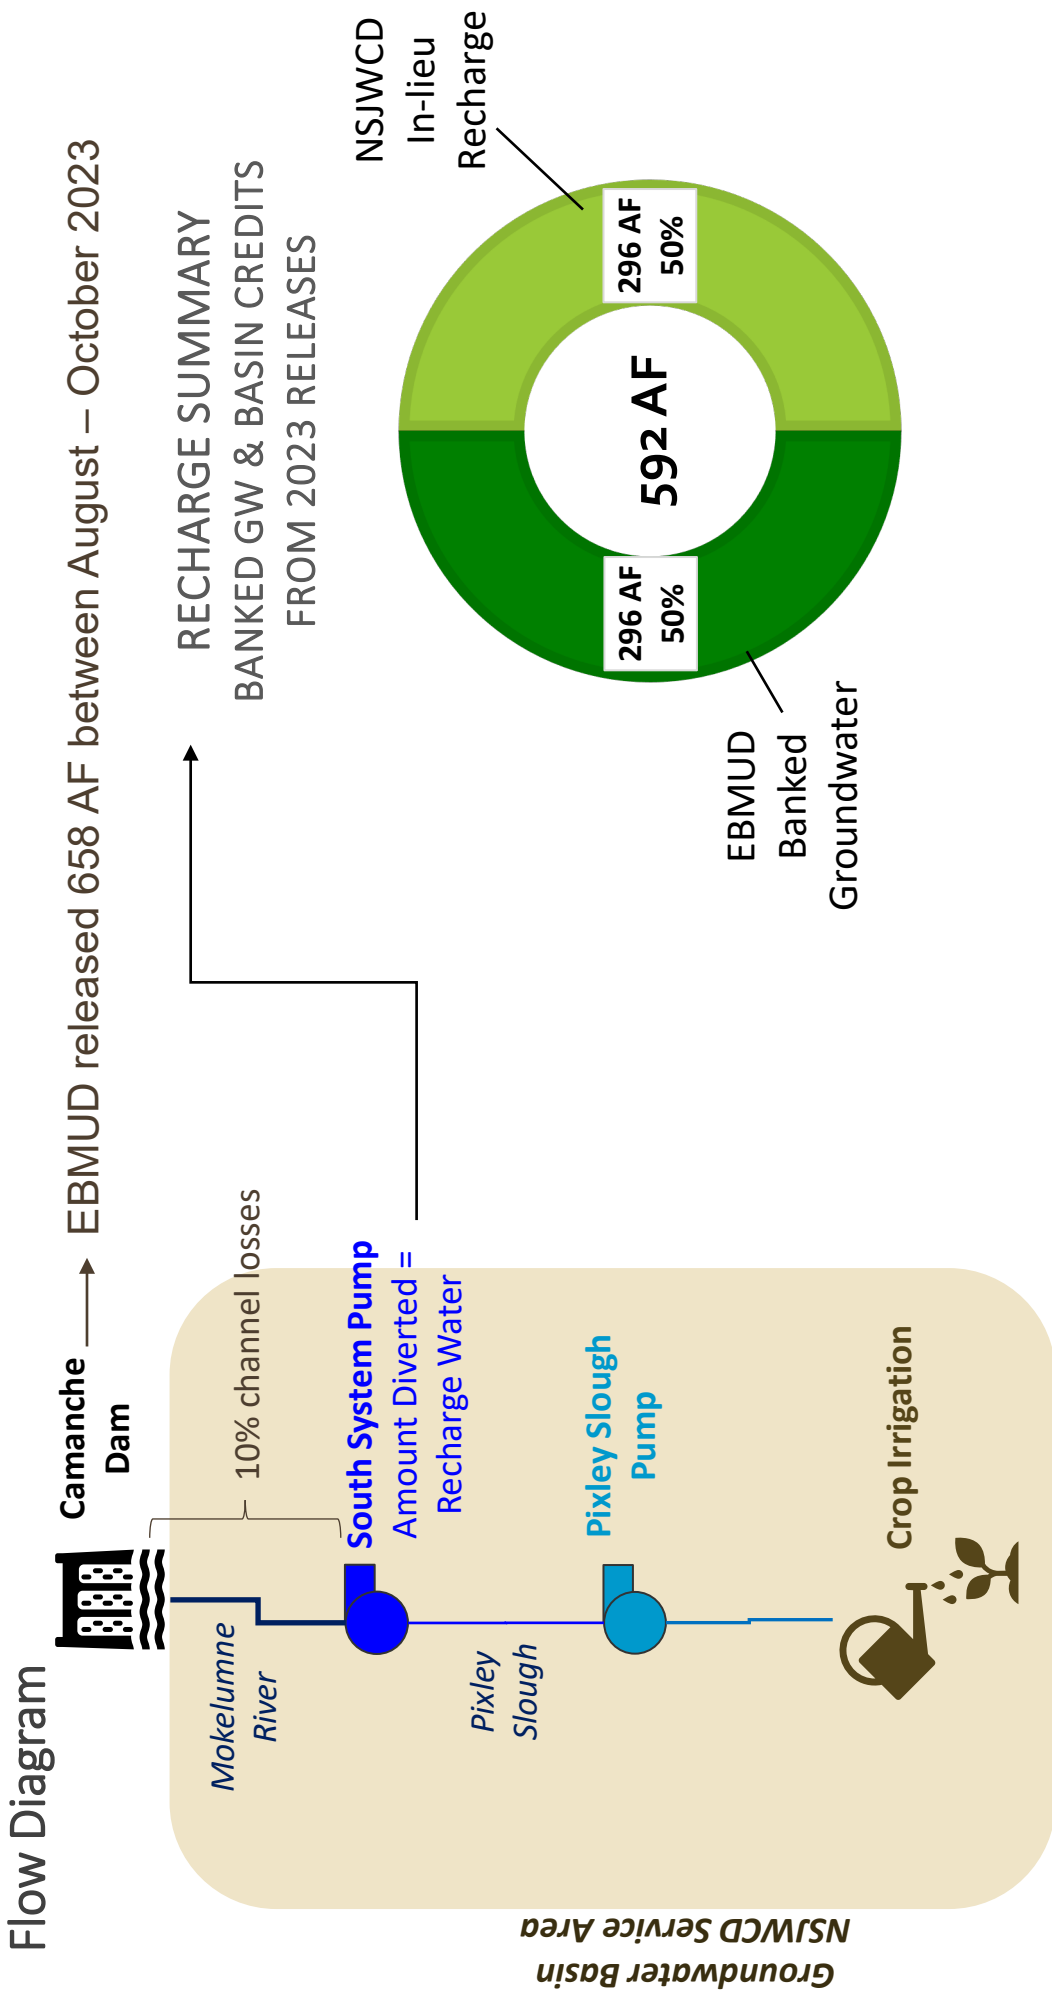 Flow Diagram
Camanche
Dam
EBMUD released 658 AF between August – October 2023
10% channel losses
Mokelumne
River
South System Pump
Amount Diverted =
Recharge Water
Pixley
Slough
Pixley Slough
Pump
Crop Irrigation
Groundwater Basin
NSJWCD Service Area
RECHARGE SUMMARY
BANKED GW & BASIN CREDITS
FROM 2023 RELEASES
NSJWCD
In-lieu
Recharge
296 AF
50%
592 AF
296 AF
50%
EBMUD
Banked
Groundwater